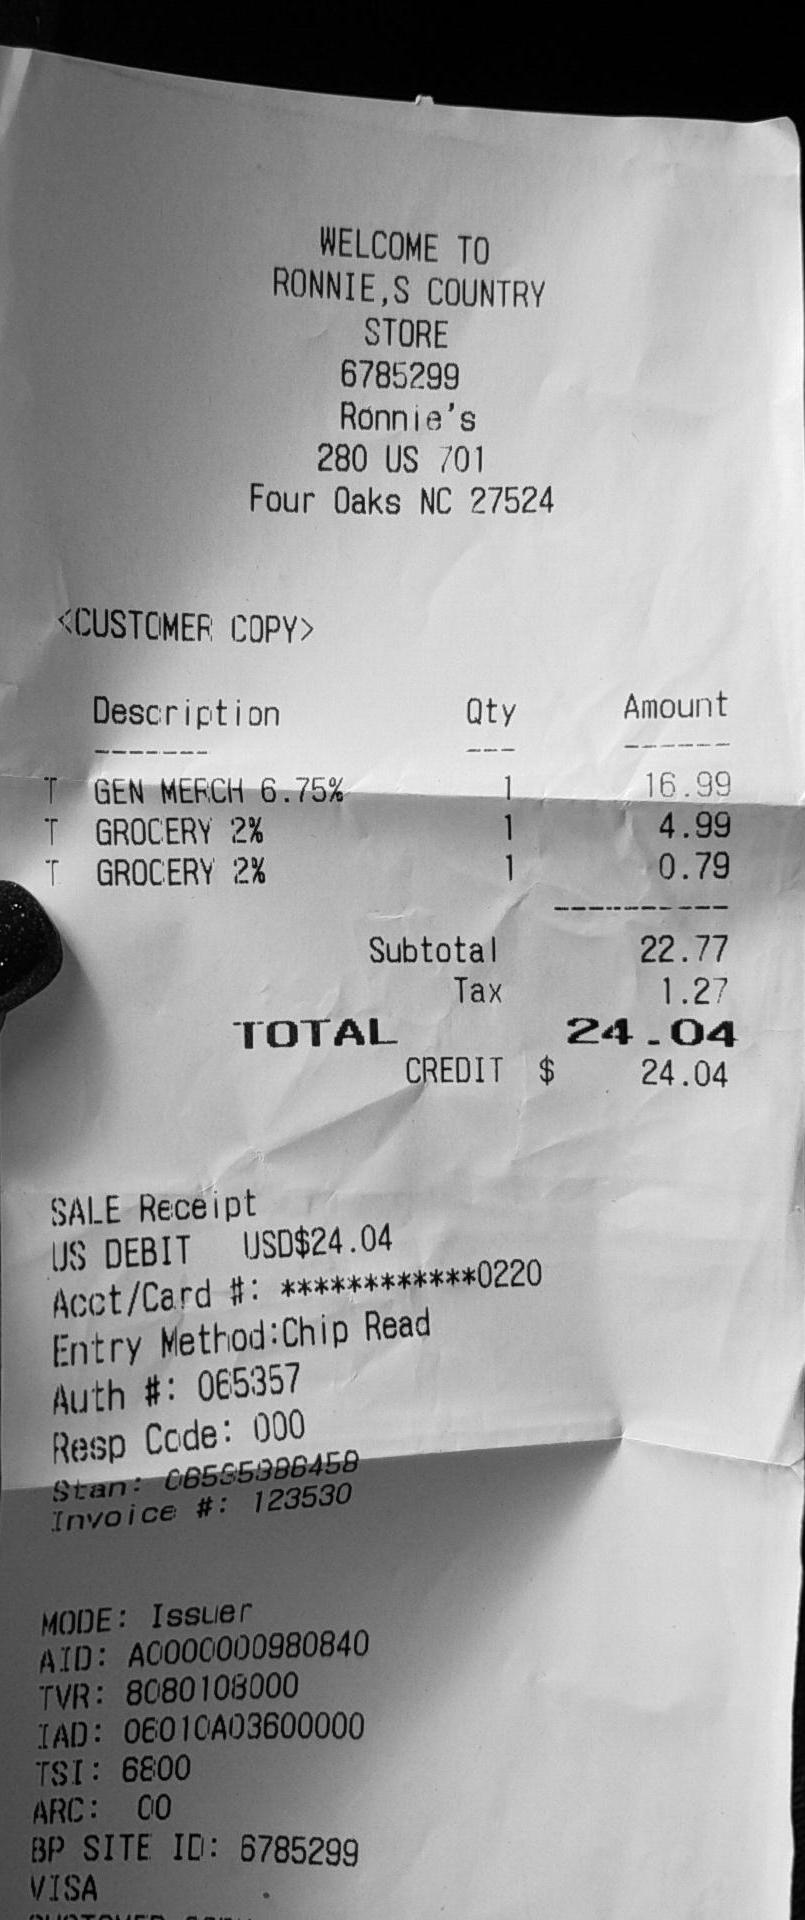 WELCOME TO
RONNIE,S COUNTRY
STORE
6785299
Ronnie's
280 US 701
Four Oaks NC 27524
<CUSTOMER COPY>
Description Qty Amount
------- --- ------
T GEN MERCH 6.75% 1 16.99
T GROCERY 2% 1 4.99
T GROCERY 2% 1 0.79
-----------
Subtotal 22.77
Tax 1.27
TOTAL 24.04
CREDIT $ 24.04
SALE Receipt
US DEBIT USD$24.04
Acct/Card #: ************0220
Entry Method:Chip Read
Auth #: 065357
Resp Code: 000
Stan:
Invoice #: 123530
MODE: Issuer
AID: A0000000980840
TVR: 8080108000
IAD: 06010A03600000
TSI: 6800
ARC: 00
BP SITE ID: 6785299
VISA